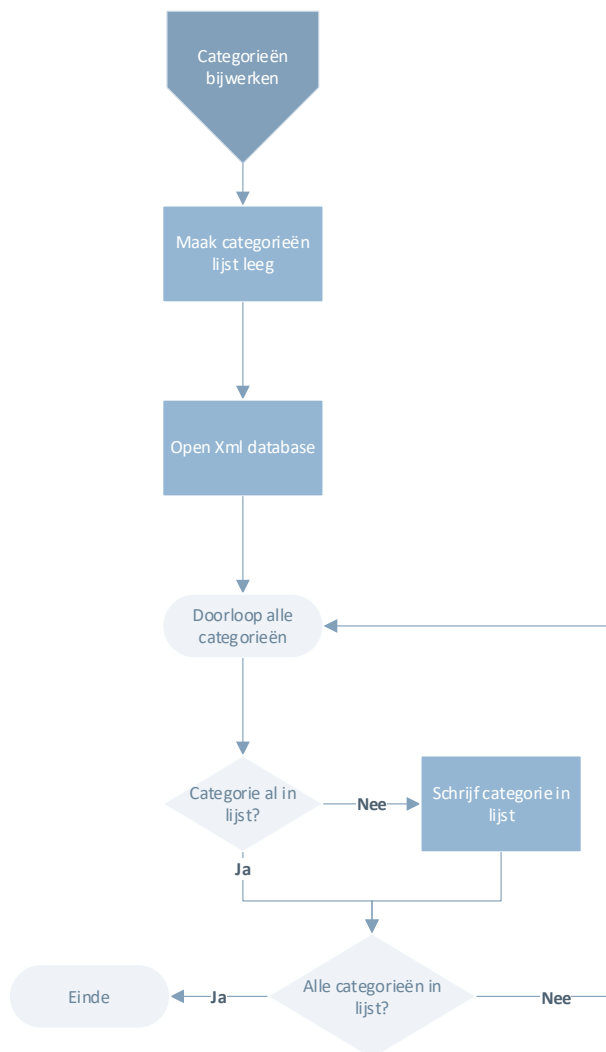 Categorieën
bijwerken
Maak categorieën
lijst leeg
Open Xml database
Doorloop alle
categorieën
Categorie al in
lijst?
Nee
Schrijf categorie in
lijst
Ja
Alle categorieën in
lijst?
Ja
Einde
Nee